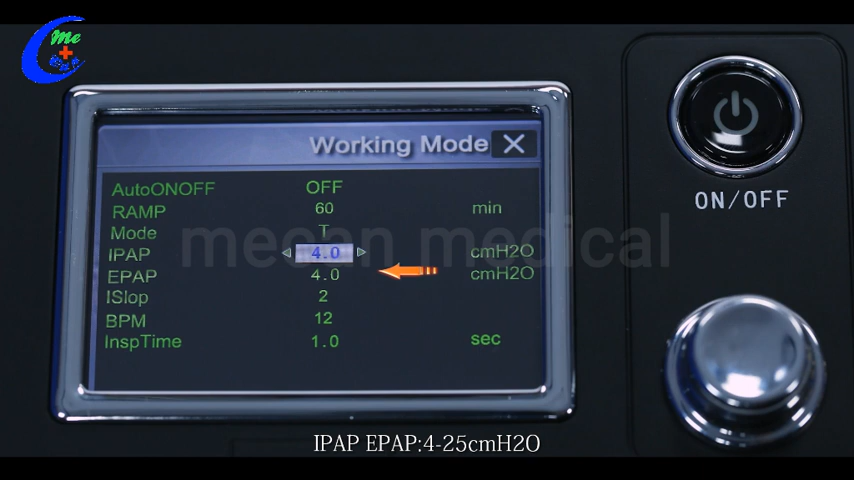 Me
Working Mode
AutoONOFF OFF
RAMP 60 min
Mode T
IPAP 4.0 cmH2O
EPAP 4.0 cmH2O
ISlop 2
BPM 12
InspTime 1.0 sec
mecan medical
ON/OFF
IPAP EPAP:4-25cmH2O